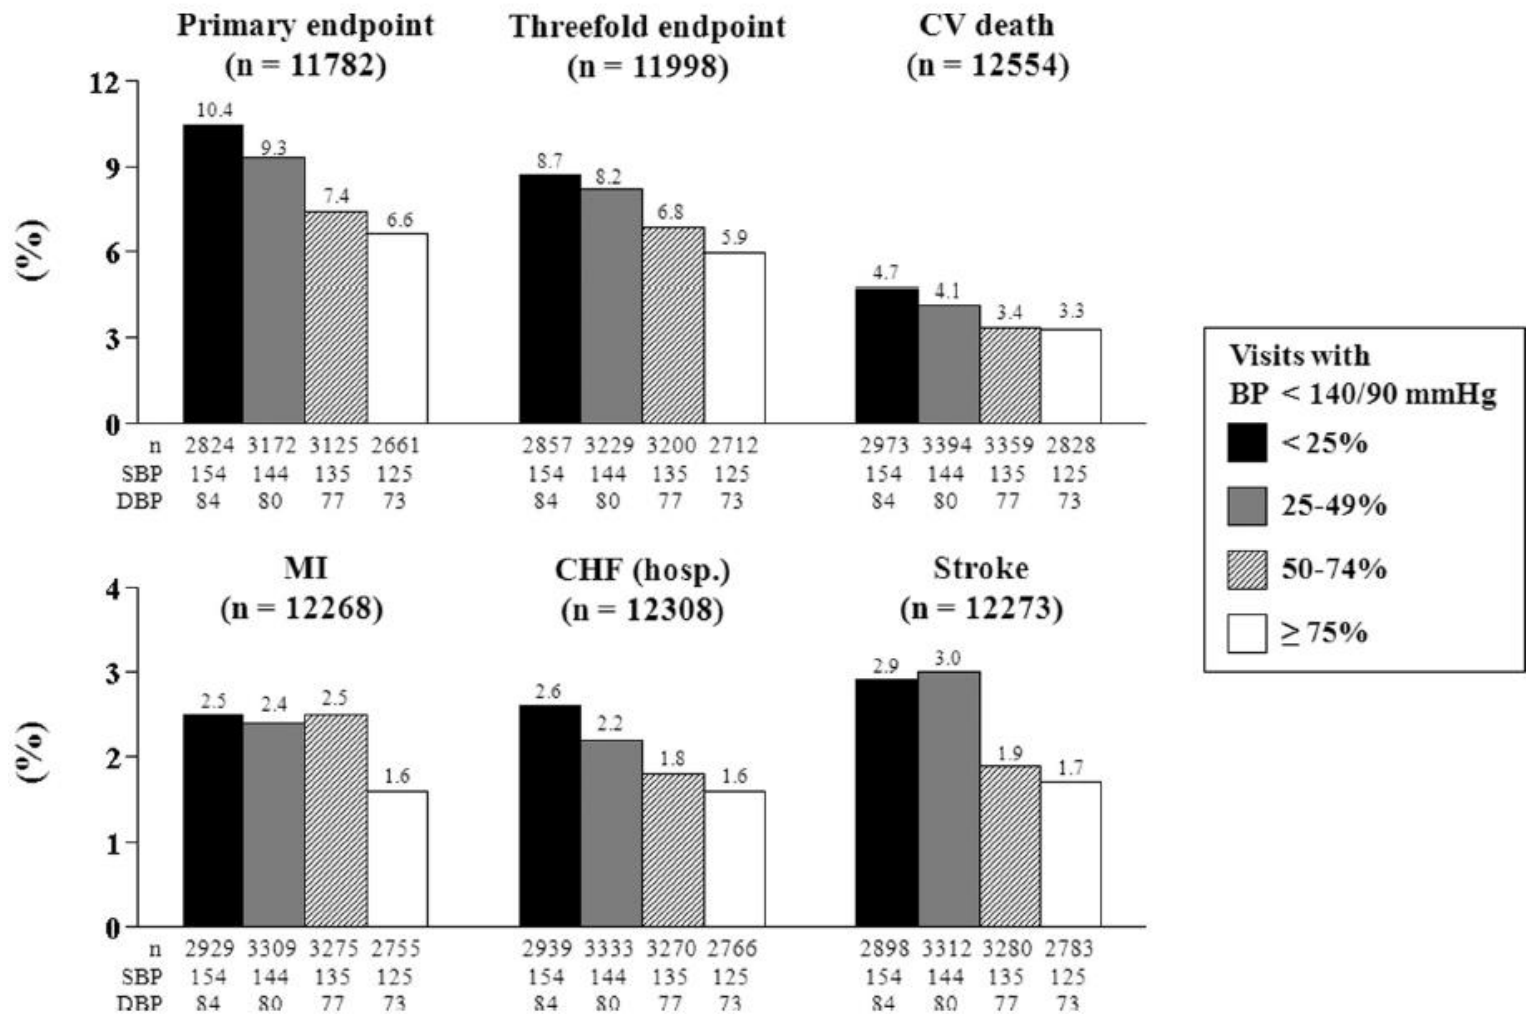 Primary endpoint
(n = 11782)
Threefold endpoint
(n = 11998)
CV death
(n = 12554)
(%)
12
9
6
3
0
10.4
9.3
7.4
6.6
8.7
8.2
6.8
5.9
4.7
4.1
3.4
3.3
n 2824 3172 3125 2661 2857 3229 3200 2712 2973 3394 3359 2828
SBP 154 144 135 125 154 144 135 125 154 144 135 125
DBP 84 80 77 73 84 80 77 73 84 80 77 73
MI
(n = 12268)
CHF (hosp.)
(n = 12308)
Stroke
(n = 12273)
(%)
4
3
2
1
0
2.5
2.4
2.5
1.6
2.6
2.2
1.8
1.6
2.9
3.0
1.9
1.7
n 2929 3309 3275 2755 2939 3333 3270 2766 2898 3312 3280 2783
SBP 154 144 135 125 154 144 135 125 154 144 135 125
DBP 84 80 77 73 84 80 77 73 84 80 77 73
Visits with
BP < 140/90 mmHg
< 25%
25-49%
50-74%
≥ 75%